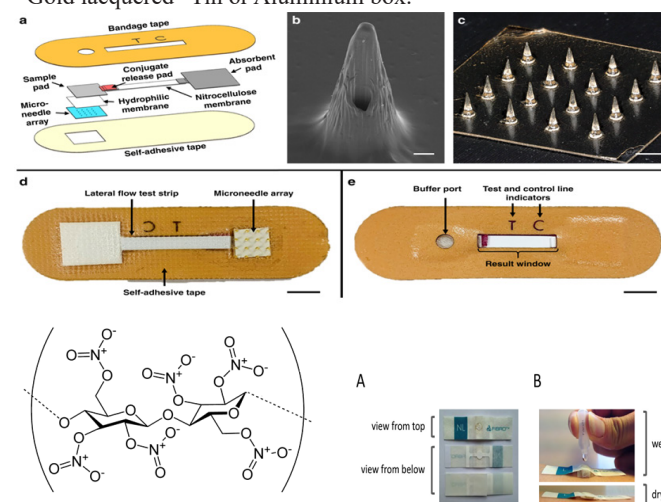 "Gold lacquered" Tin or Aluminium box.
a
Bandage tape
T C
Sample pad
Conjugate release pad
Absorbent pad
Micro-needle array
Hydrophilic membrane
Nitrocellulose membrane
Self-adhesive tape
b
c
d
Lateral flow test strip
Microneedle array
C T
Self-adhesive tape
e
Buffer port
Test and control line indicators
T C
Result window
O⁻
O=N⁺
O
O⁻
N⁺
O
O
O⁻
O=N⁺
O
O
O
O
O
O
O
O
N⁺
O
O⁻
O=N⁺
O⁻
O
N⁺=O
O⁻
A
view from top
NL
view from below
B
we
dr